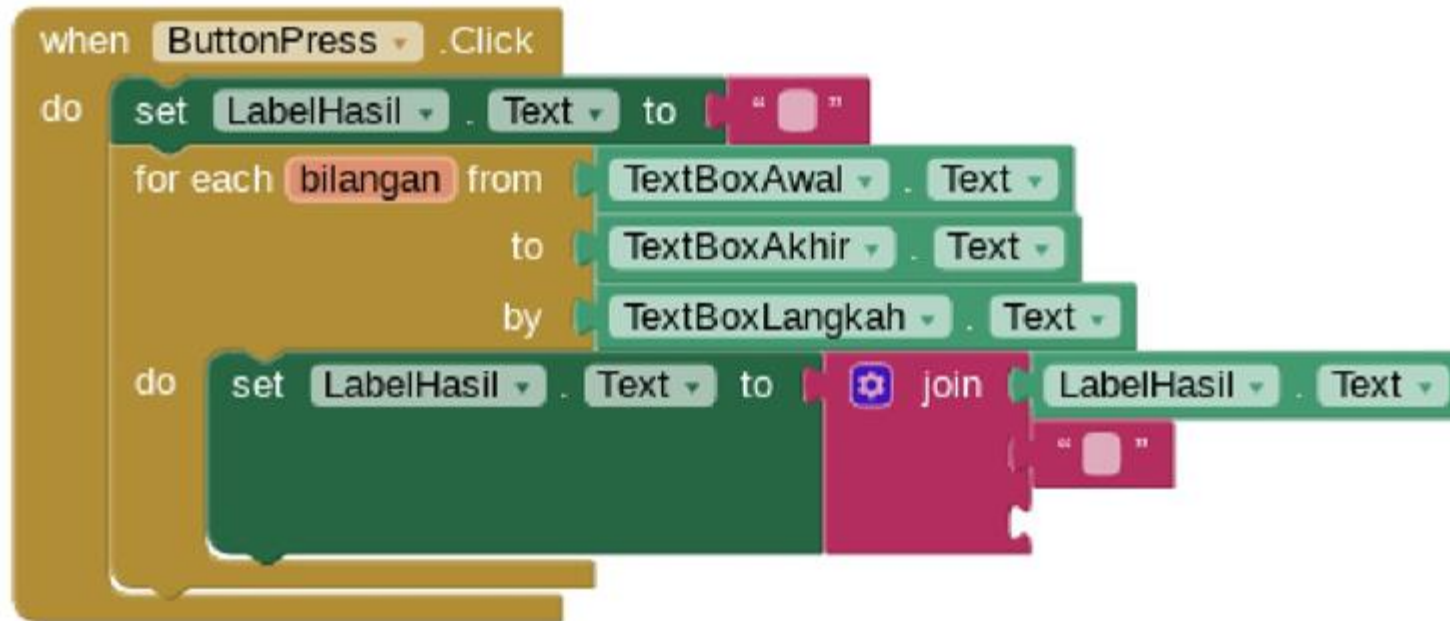 when ButtonPress .Click
do set LabelHasil . Text to “ ”
for each bilangan from TextBoxAwal . Text
to TextBoxAkhir . Text
by TextBoxLangkah . Text
do set LabelHasil . Text to join LabelHasil . Text
“ ”